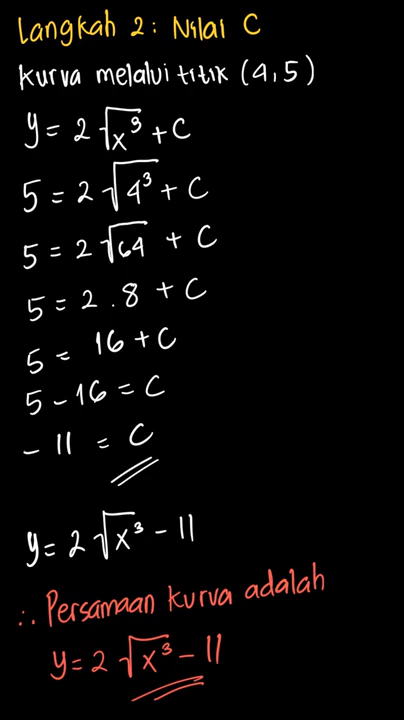 Langkah 2: Nilai C
Kurva melalui titik (4,5)
y = 2√x³ + C
5 = 2√4³ + C
5 = 2√64 + C
5 = 2 . 8 + C
5 = 16 + C
5 - 16 = C
- 11 = C
y = 2√x³ - 11
∴ Persamaan kurva adalah
y = 2√x³ - 11